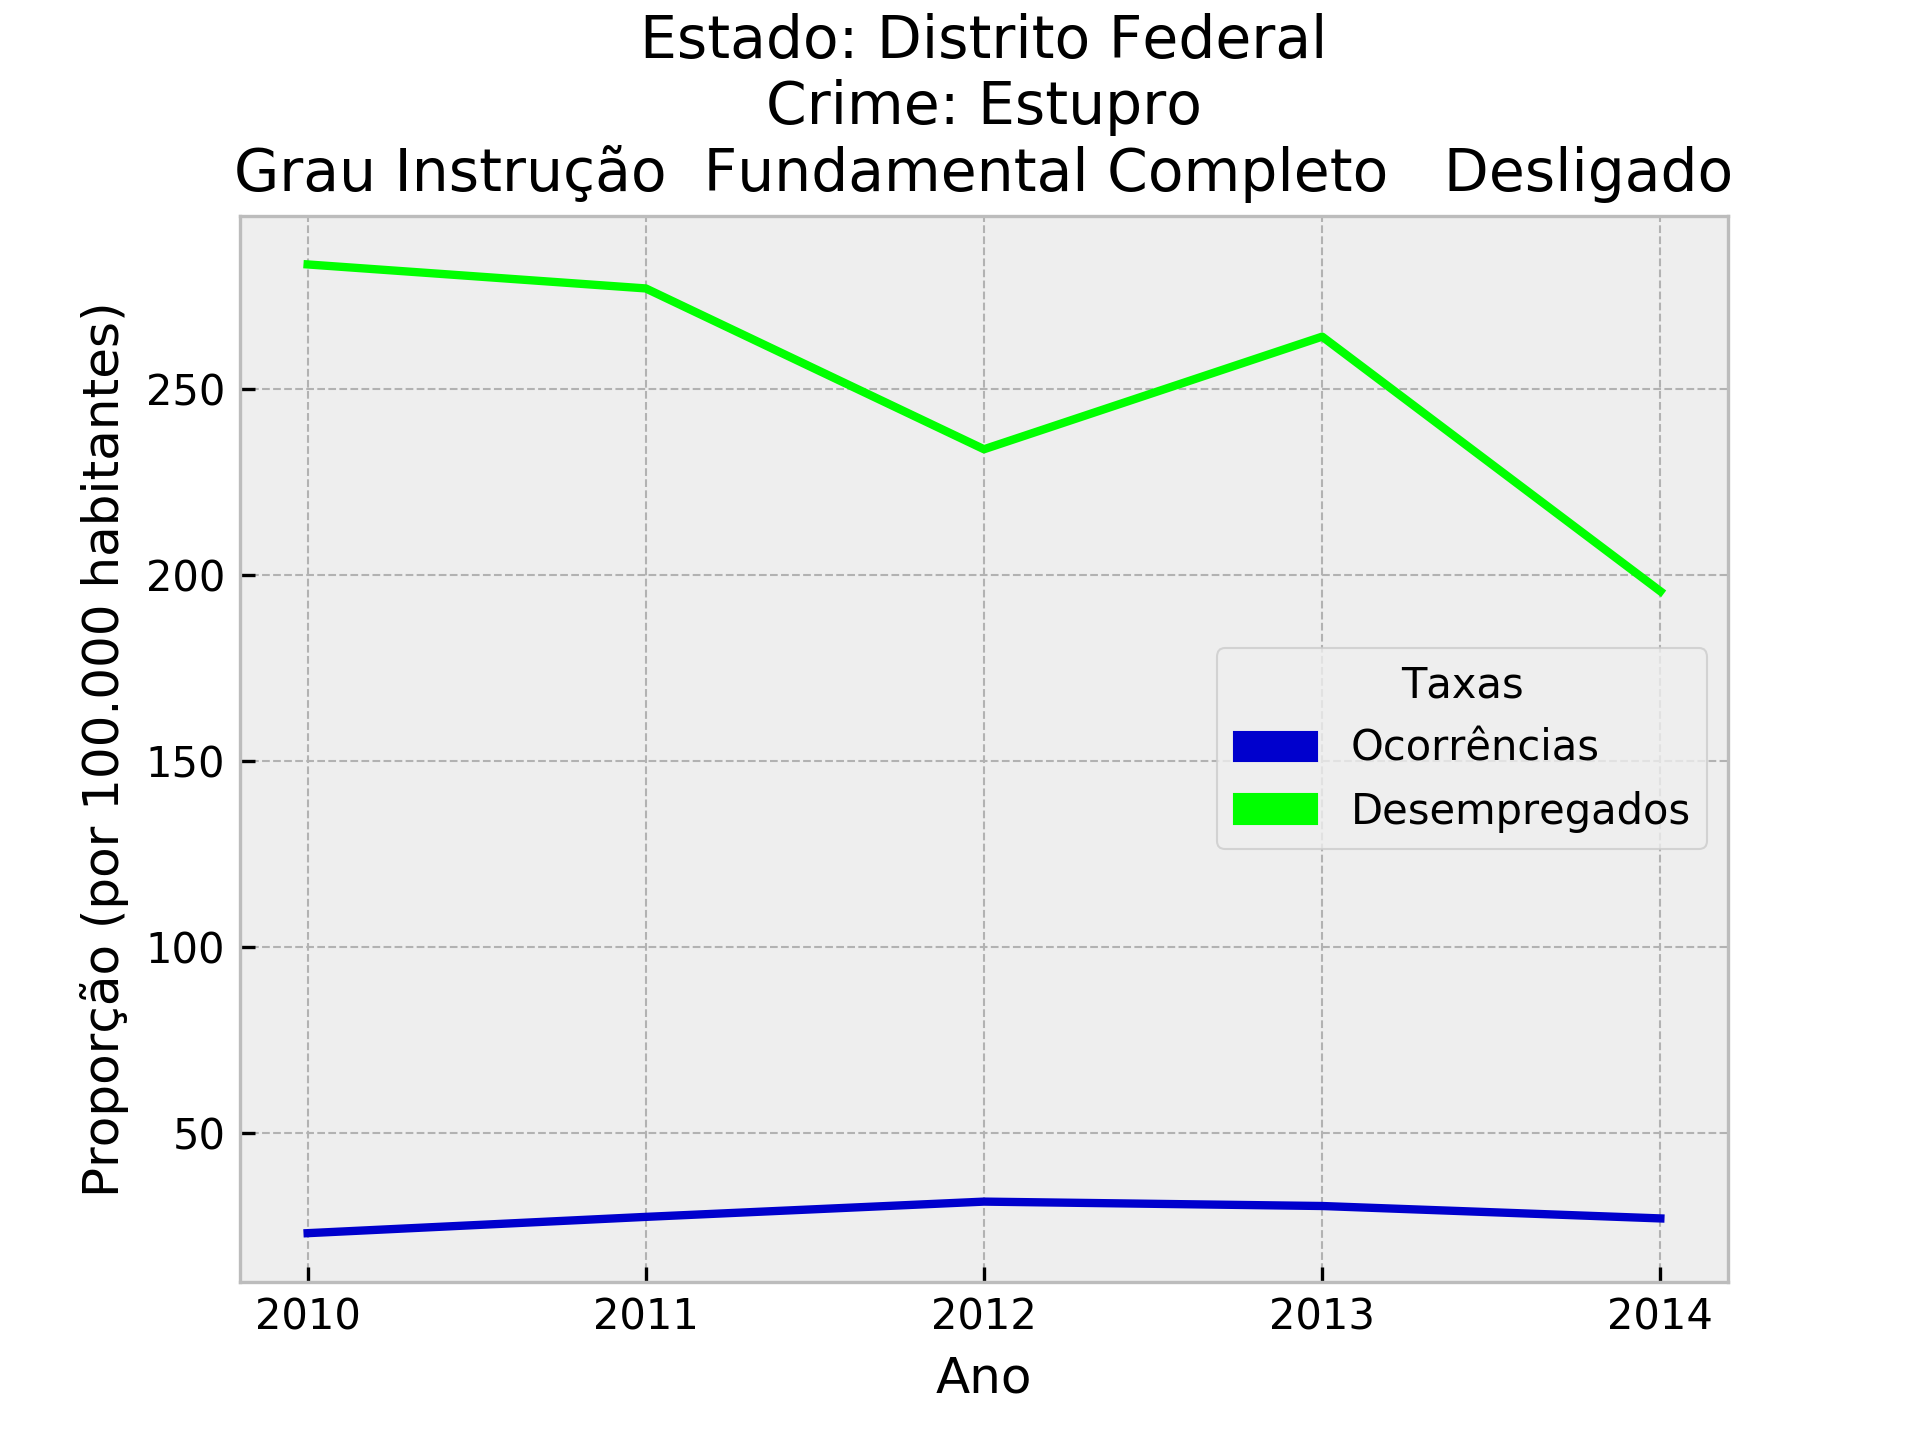 Estado: Distrito Federal
Crime: Estupro
Grau Instrução  Fundamental Completo   Desligado
Proporção (por 100.000 habitantes)
250
200
150
100
50
Taxas
Ocorrências
Desempregados
2010 2011 2012 2013 2014
Ano